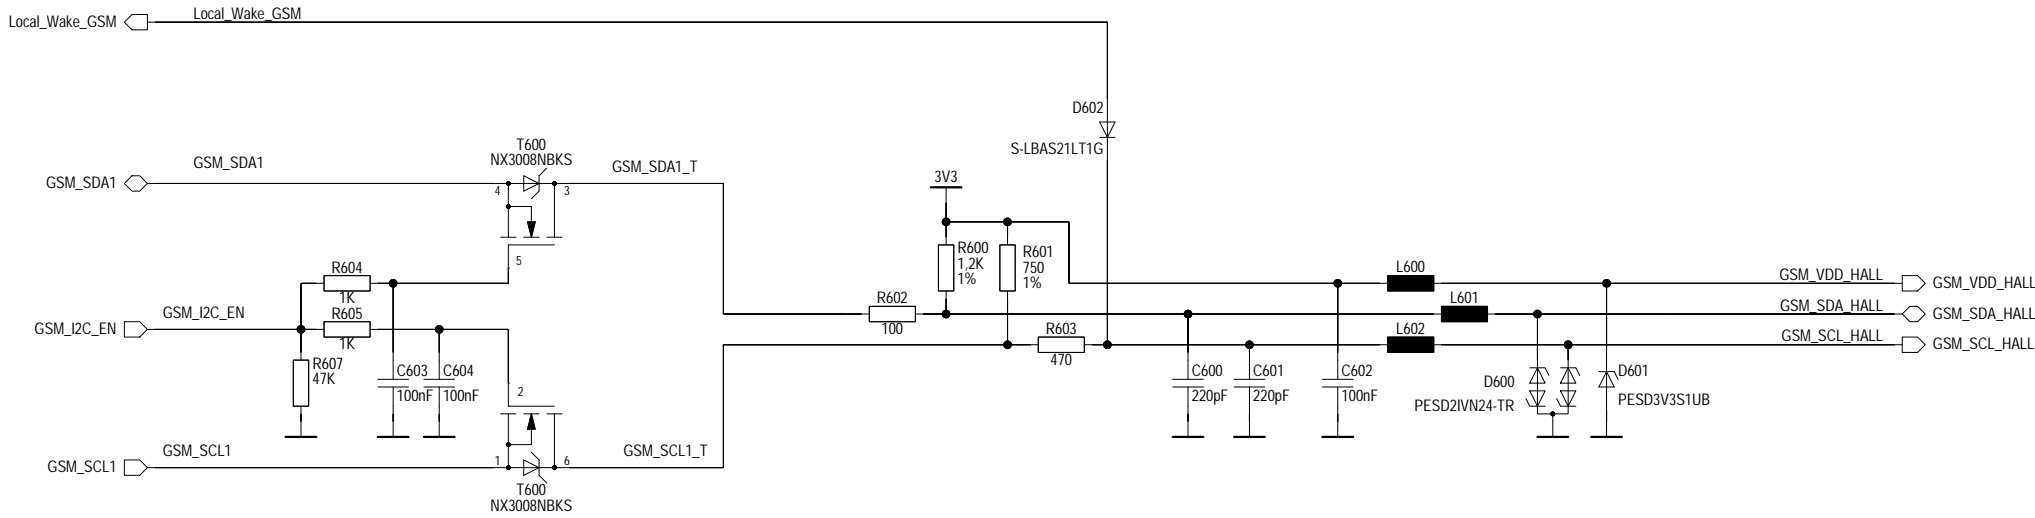 Local_Wake_GSM
Local_Wake_GSM
D602
S-LBAS21LT1G
T600
NX3008NBKS
GSM_SDA1
GSM_SDA1
GSM_SDA1_T
4
3
5
3V3
R600
1,2K
1%
R601
750
1%
R604
1K
GSM_I2C_EN
GSM_I2C_EN
R605
1K
R607
47K
C603
100nF
C604
100nF
2
R602
100
R603
470
L600
L601
L602
GSM_VDD_HALL
GSM_VDD_HALL
GSM_SDA_HALL
GSM_SDA_HALL
GSM_SCL_HALL
GSM_SCL_HALL
C600
220pF
C601
220pF
C602
100nF
D600
PESD2IVN24-TR
D601
PESD3V3S1UB
GSM_SCL1
GSM_SCL1
GSM_SCL1_T
1
6
T600
NX3008NBKS